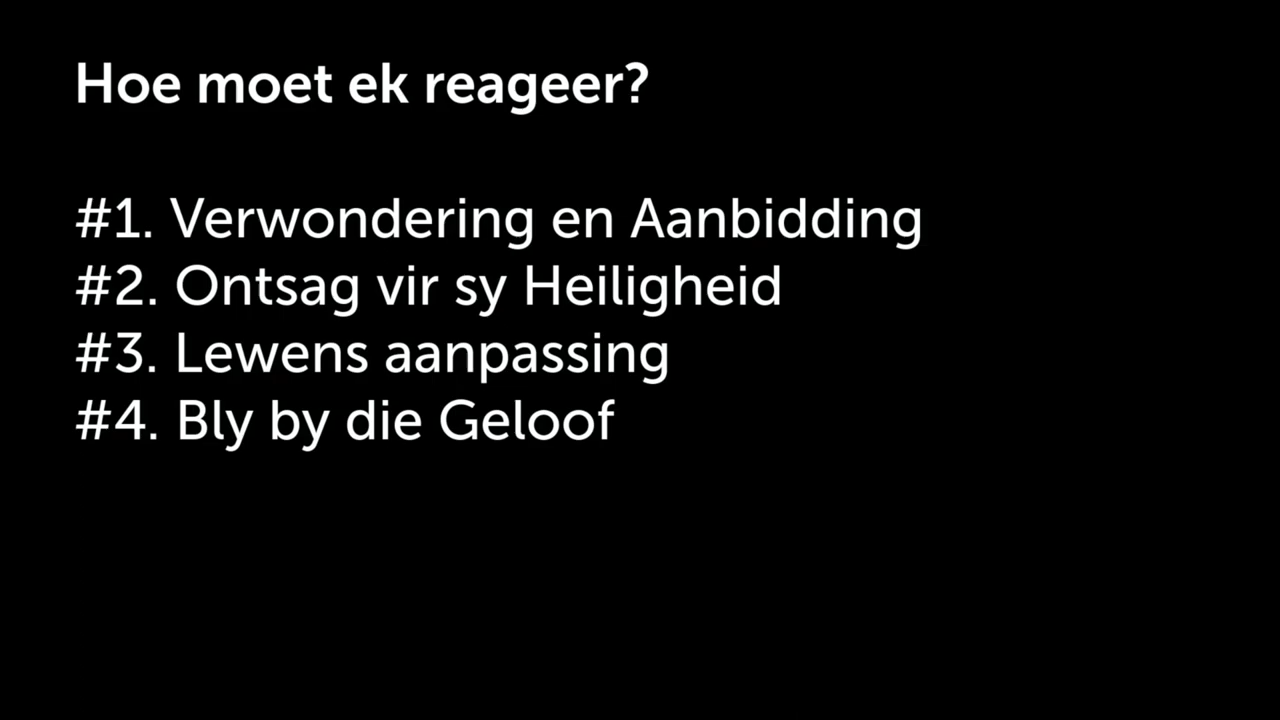 Hoe moet ek reageer?
#1. Verwondering en Aanbidding
#2. Ontsag vir sy Heiligheid
#3. Lewens aanpassing
#4. Bly by die Geloof